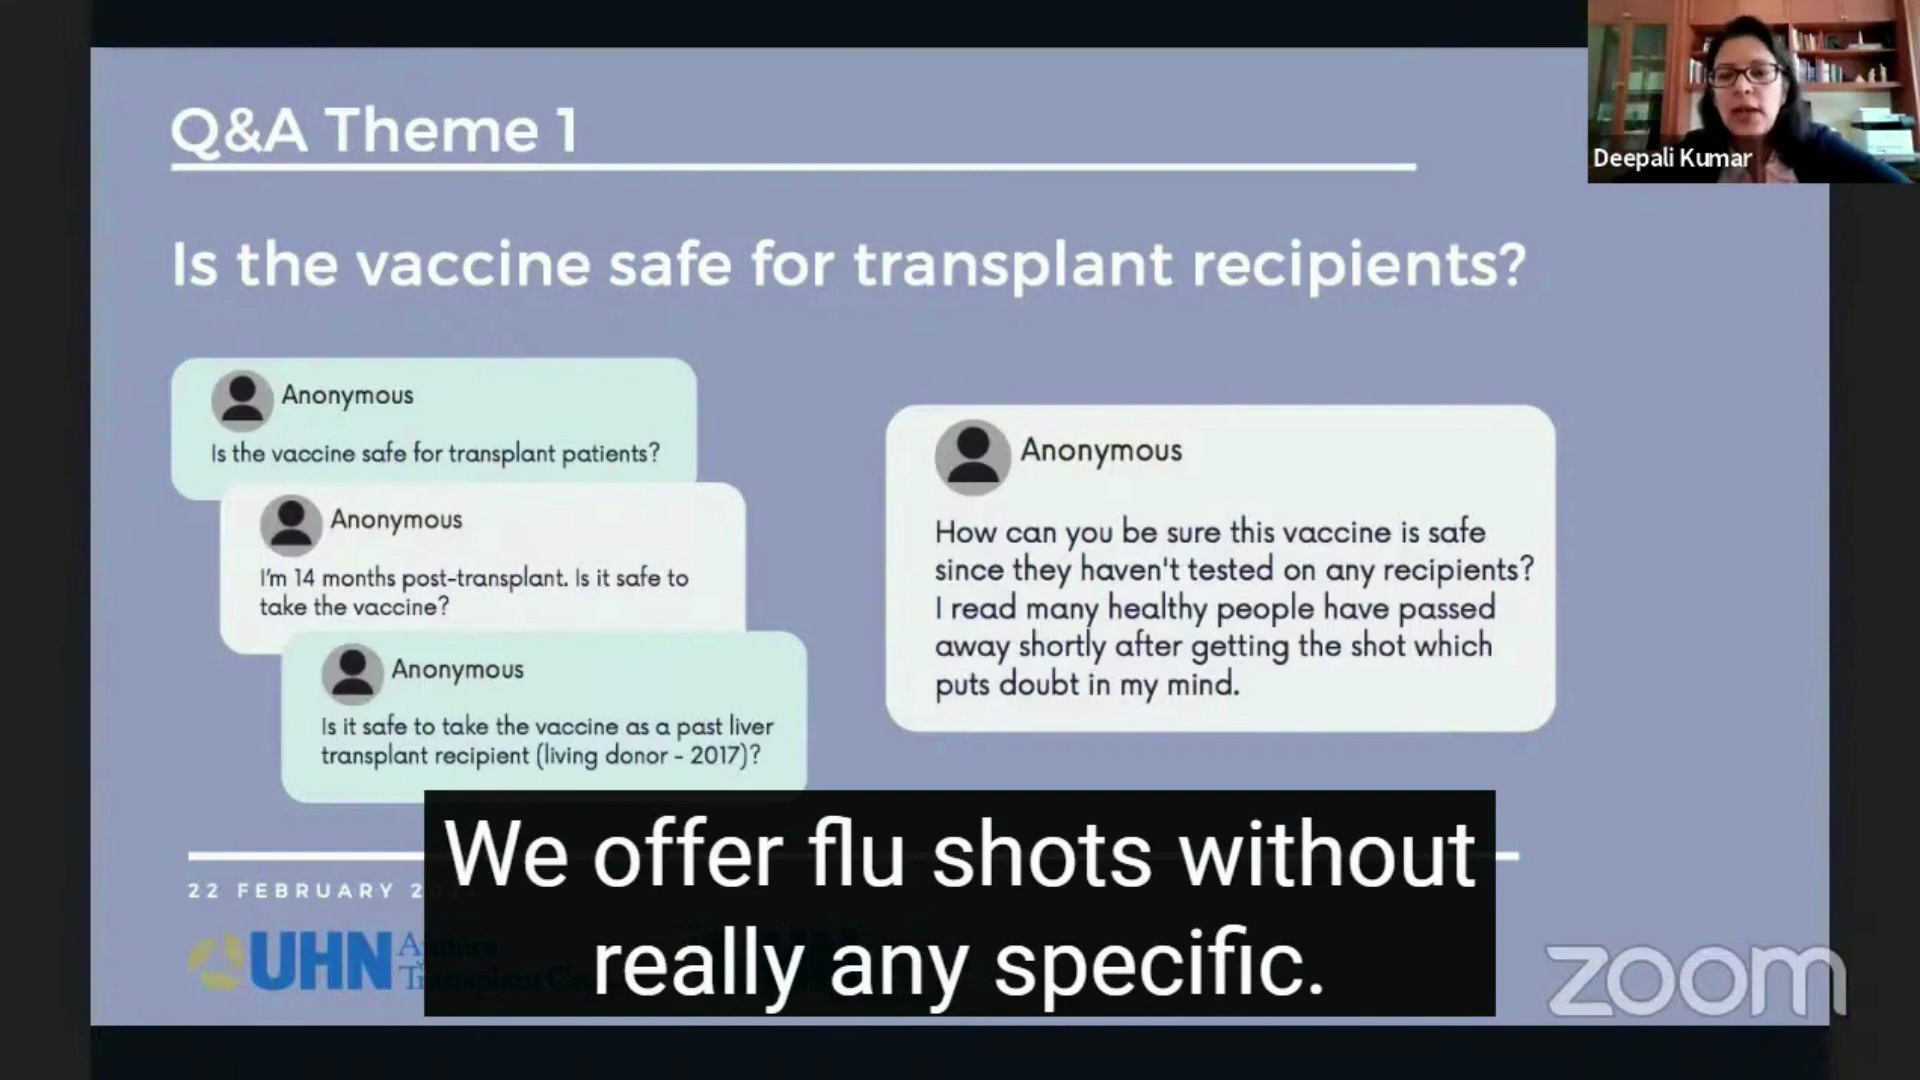 Q&A Theme 1
Deepali Kumar
Is the vaccine safe for transplant recipients?
Anonymous
Is the vaccine safe for transplant patients?
Anonymous
I'm 14 months post-transplant. Is it safe to
take the vaccine?
Anonymous
Is it safe to take the vaccine as a past liver
transplant recipient (living donor - 2017)?
Anonymous
How can you be sure this vaccine is safe
since they haven't tested on any recipients?
I read many healthy people have passed
away shortly after getting the shot which
puts doubt in my mind.
We offer flu shots without
really any specific.
22 FEBRUARY
UHN
zoom